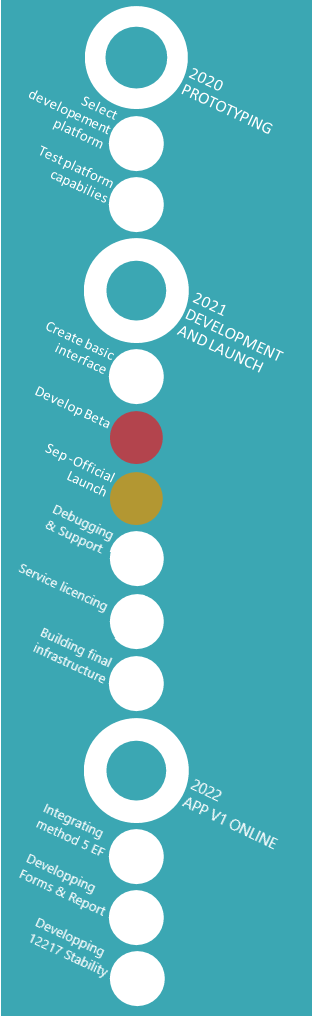 2020
PROTOTYPING
Select
developement
platform
Test platform
capabilies
2021
DEVELOPMENT
AND LAUNCH
Create basic
interface
Develop Beta
Sep -Official
Launch
Debugging
& Support
Service licencing
Building final
infrastructure
2022
APP V1 ONLINE
Integrating
method 5 EF
Developping
Forms & Report
Developping
12217 Stability